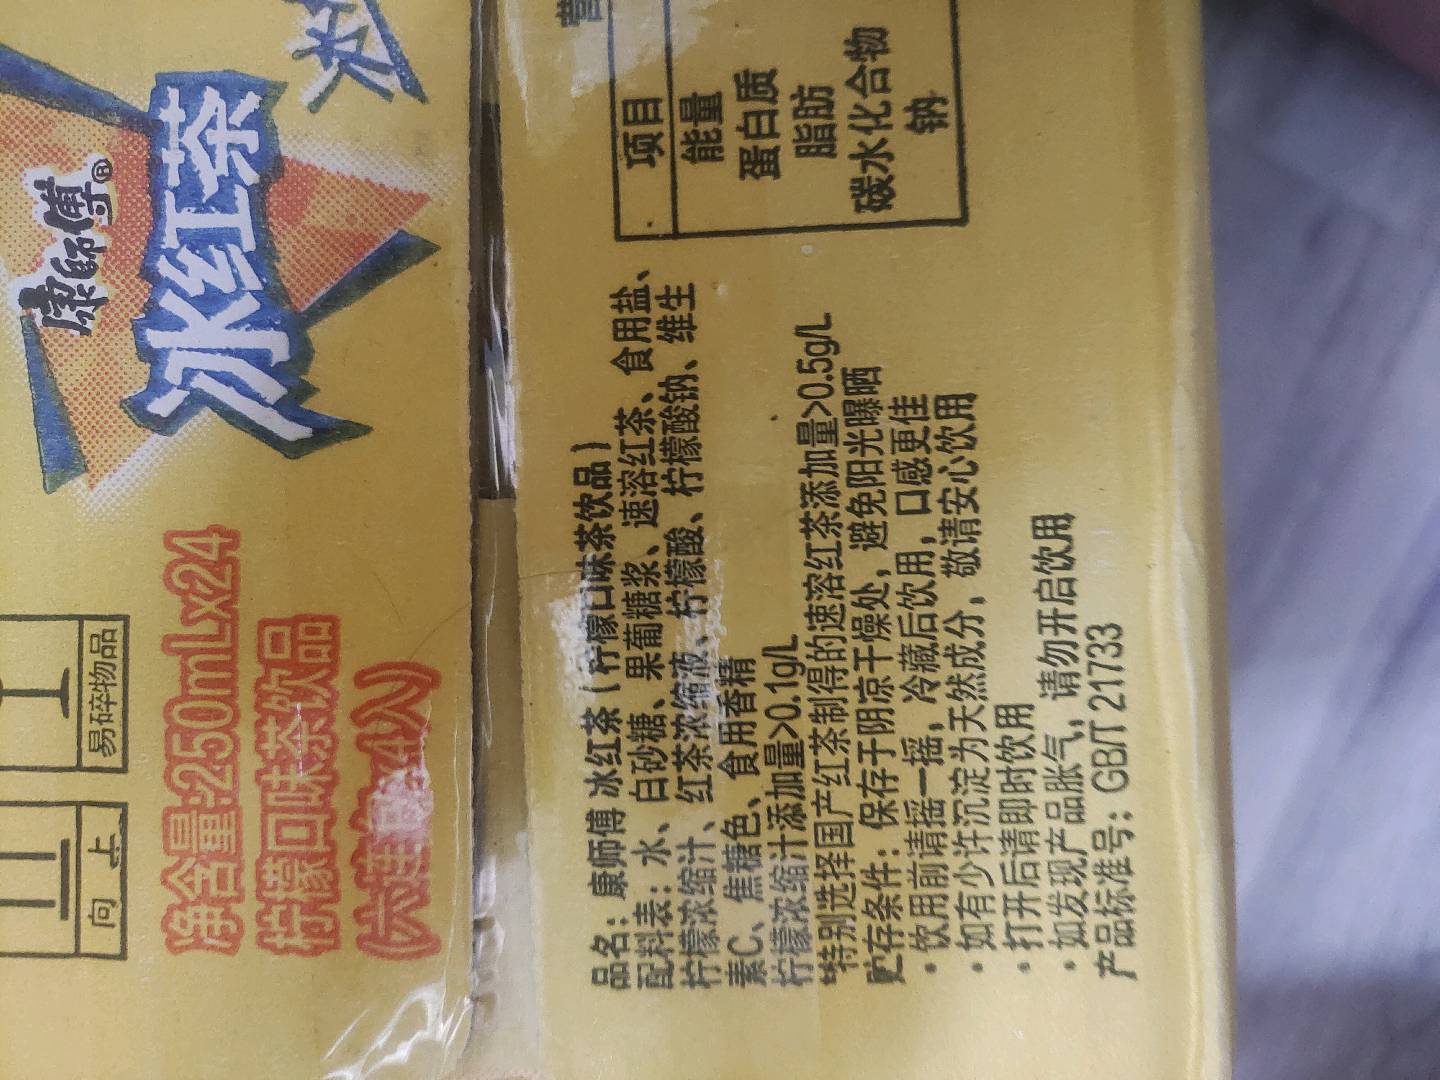 康師傅®
冰红茶
冰
易碎物品
向上
净含量:250mLx24
柠檬口味茶饮品
(六连包:4入)
品名：康师傅 冰红茶（柠檬口味茶饮品）
配料表：水、白砂糖、果葡糖浆、速溶红茶、食用盐、
柠檬浓缩汁、红茶浓缩液、柠檬酸、柠檬酸钠、维生
素C、焦糖色、食用香精
柠檬浓缩汁添加量>0.1g/L
*特别选择国产红茶制得的速溶红茶添加量>0.5g/L
贮存条件：保存于阴凉干燥处，避免阳光曝晒
·饮用前请摇一摇，冷藏后饮用，口感更佳
·如有少许沉淀为天然成分，敬请安心饮用
·打开后请即时饮用
·如发现产品胀气，请勿开启饮用
产品标准号：GB/T 21733
营
项目
能量
蛋白质
脂肪
碳水化合物
钠